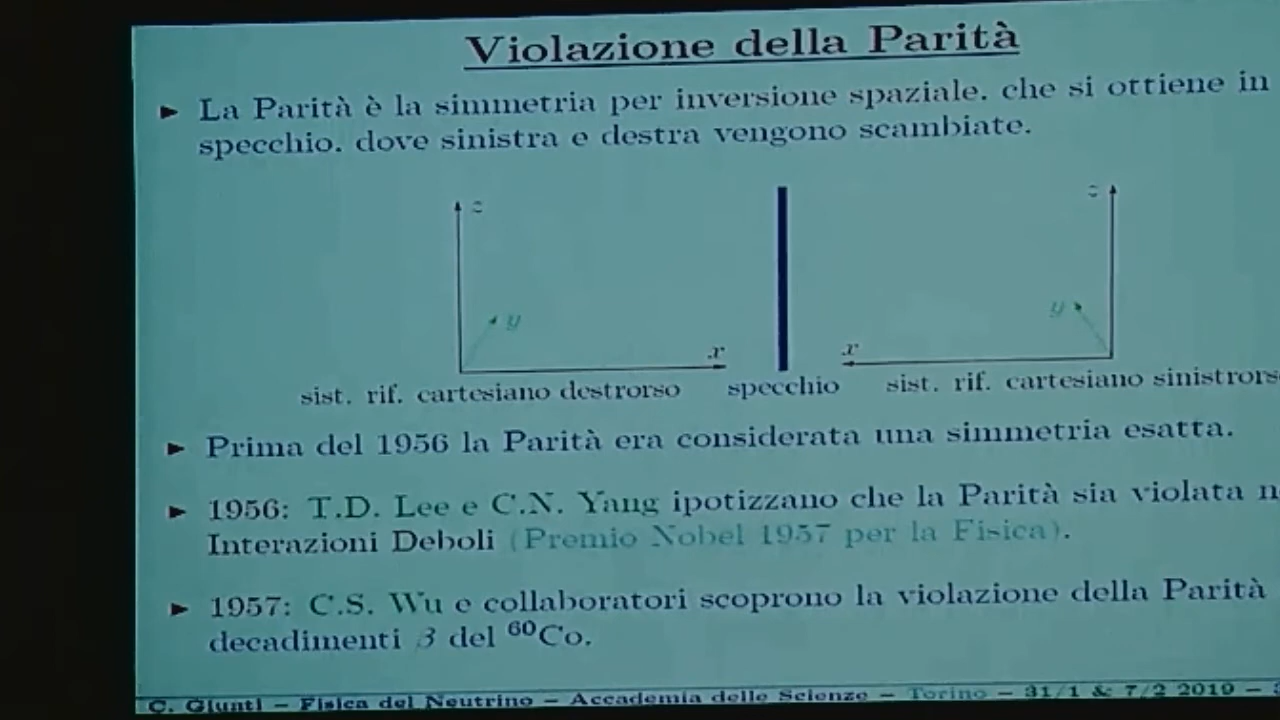 Violazione della Parità
► La Parità è la simmetria per inversione spaziale. che si ottiene in
specchio. dove sinistra e destra vengono scambiate.
z z
y y
x x
sist. rif. cartesiano destrorso specchio sist. rif. cartesiano sinistrors
► Prima del 1956 la Parità era considerata una simmetria esatta.
► 1956: T.D. Lee e C.N. Yang ipotizzano che la Parità sia violata n
Interazioni Deboli (Premio Nobel 1957 per la Fisica).
► 1957: C.S. Wu e collaboratori scoprono la violazione della Parità
decadimenti β del ⁶⁰Co.
C. Giunti – Fisica del Neutrino – Accademia delle Scienze – Torino – 31/1 & 7/2 2019 –